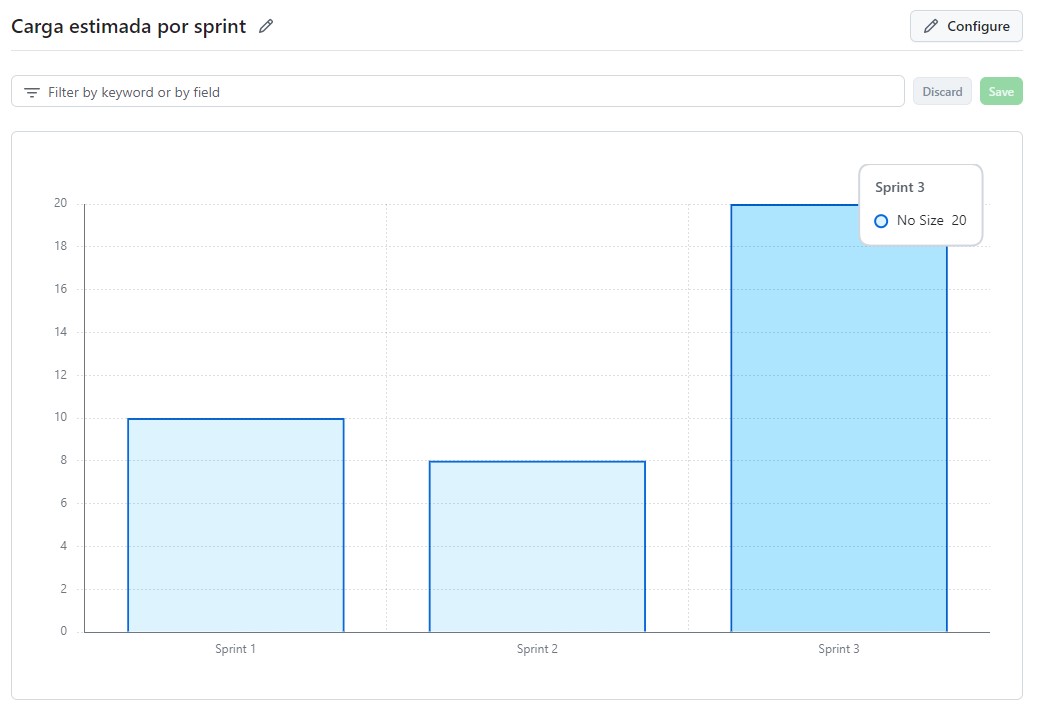 Carga estimada por sprint
Configure
Filter by keyword or by field
Discard
Save
Sprint 3
No Size 20
20
18
16
14
12
10
8
6
4
2
0
Sprint 1
Sprint 2
Sprint 3